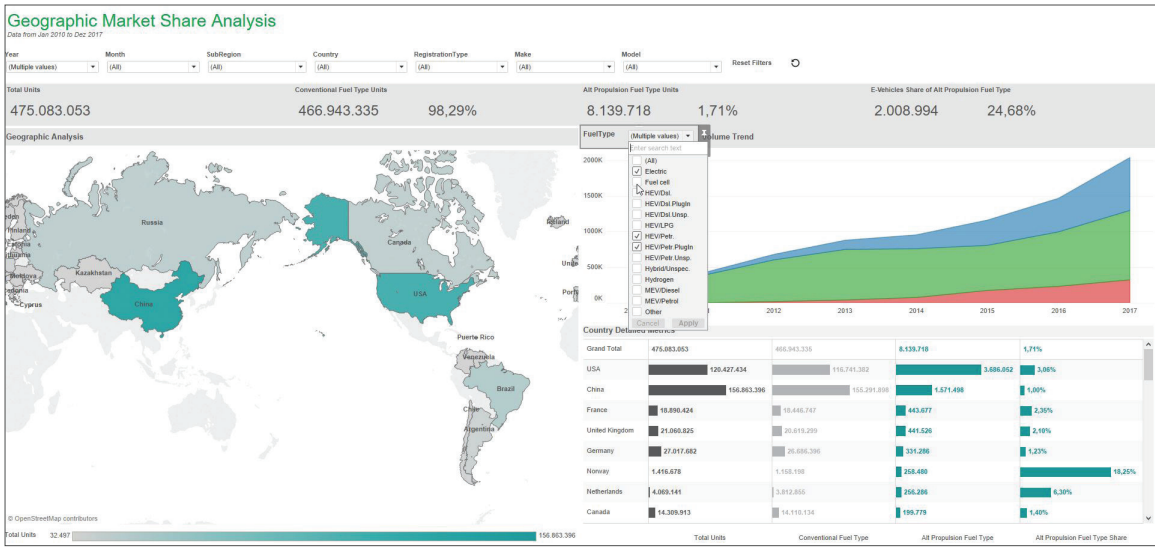 Geographic Market Share Analysis
Data from Jan 2010 to Dez 2017
Year Month SubRegion Country RegistrationType Make Model
(Multiple values) (All) (All) (All) (All) (All) (All) Reset Filters
Total Units Conventional Fuel Type Units Alt Propulsion Fuel Type Units E-Vehicles Share of Alt Propulsion Fuel Type
475.083.053 466.943.335 98,29% 8.139.718 1,71% 2.008.994 24,68%
Geographic Analysis
Russia
Canada
Finland
Estonia
Moldova
Kazakhstan
China
USA
Cyprus
Puerto Rico
Venezuela
Brazil
Chile
Argentina
© OpenStreetMap contributors
Total Units 32.497 156.863.396
FuelType (Multiple values) x olume Trend
Enter search text
(All)
Electric
Fuel cell
HEV/Dsl.
HEV/Dsl.PlugIn
HEV/Dsl.Unsp.
HEV/LPG
HEV/Petr.
HEV/Petr.PlugIn
HEV/Petr.Unsp.
Hybrid/Unspec.
Hydrogen
MEV/Diesel
MEV/Petrol
Other
Cancel Apply
2000K
1500K
1000K
500K
0K
2012 2013 2014 2015 2016 2017
Country Detailed Metrics
Grand Total 475.083.053 466.943.335 8.139.718 1,71%
USA 120.427.434 116.741.382 3.686.052 3,06%
China 156.863.396 155.291.898 1.571.498 1,00%
France 18.890.424 18.446.747 443.677 2,35%
United Kingdom 21.060.825 20.619.299 441.526 2,10%
Germany 27.017.682 26.686.396 331.286 1,23%
Norway 1.416.678 1.158.198 258.480 18,25%
Netherlands 4.069.141 3.812.855 256.286 6,30%
Canada 14.309.913 14.110.134 199.779 1,40%
Total Units Conventional Fuel Type Alt Propulsion Fuel Type Alt Propulsion Fuel Type Share